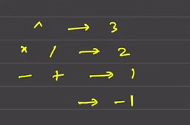 ^ → 3
* / → 2
- + → 1
→ -1